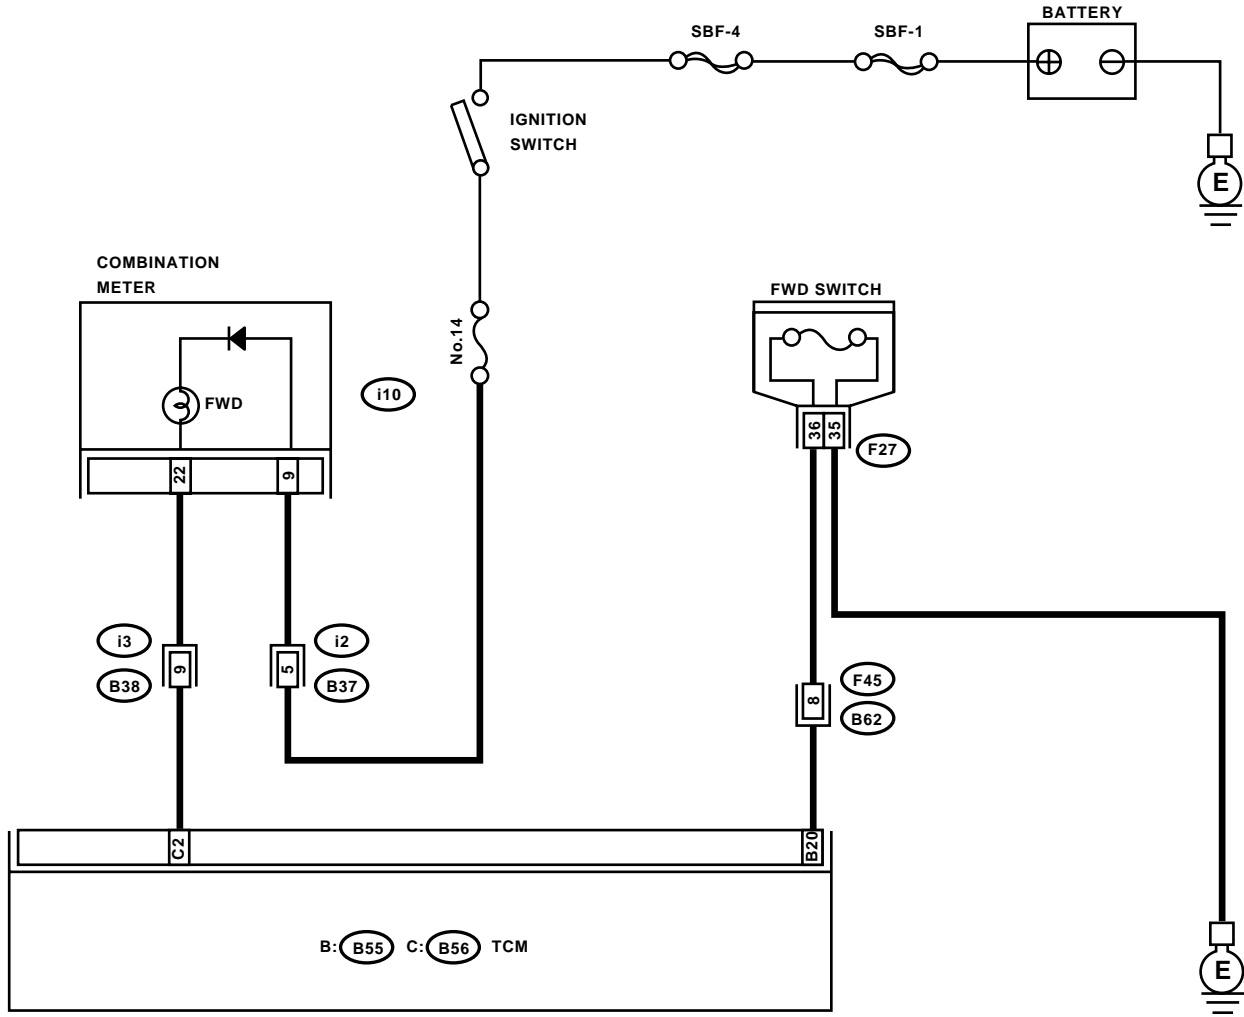 BATTERY
SBF-4
SBF-1
IGNITION
SWITCH
E
COMBINATION
METER
FWD SWITCH
No.14
FWD
i10
36
35
F27
22
9
i3
B38
9
5
i2
B37
8
F45
B62
C2
B20
B: B55 C: B56 TCM
E